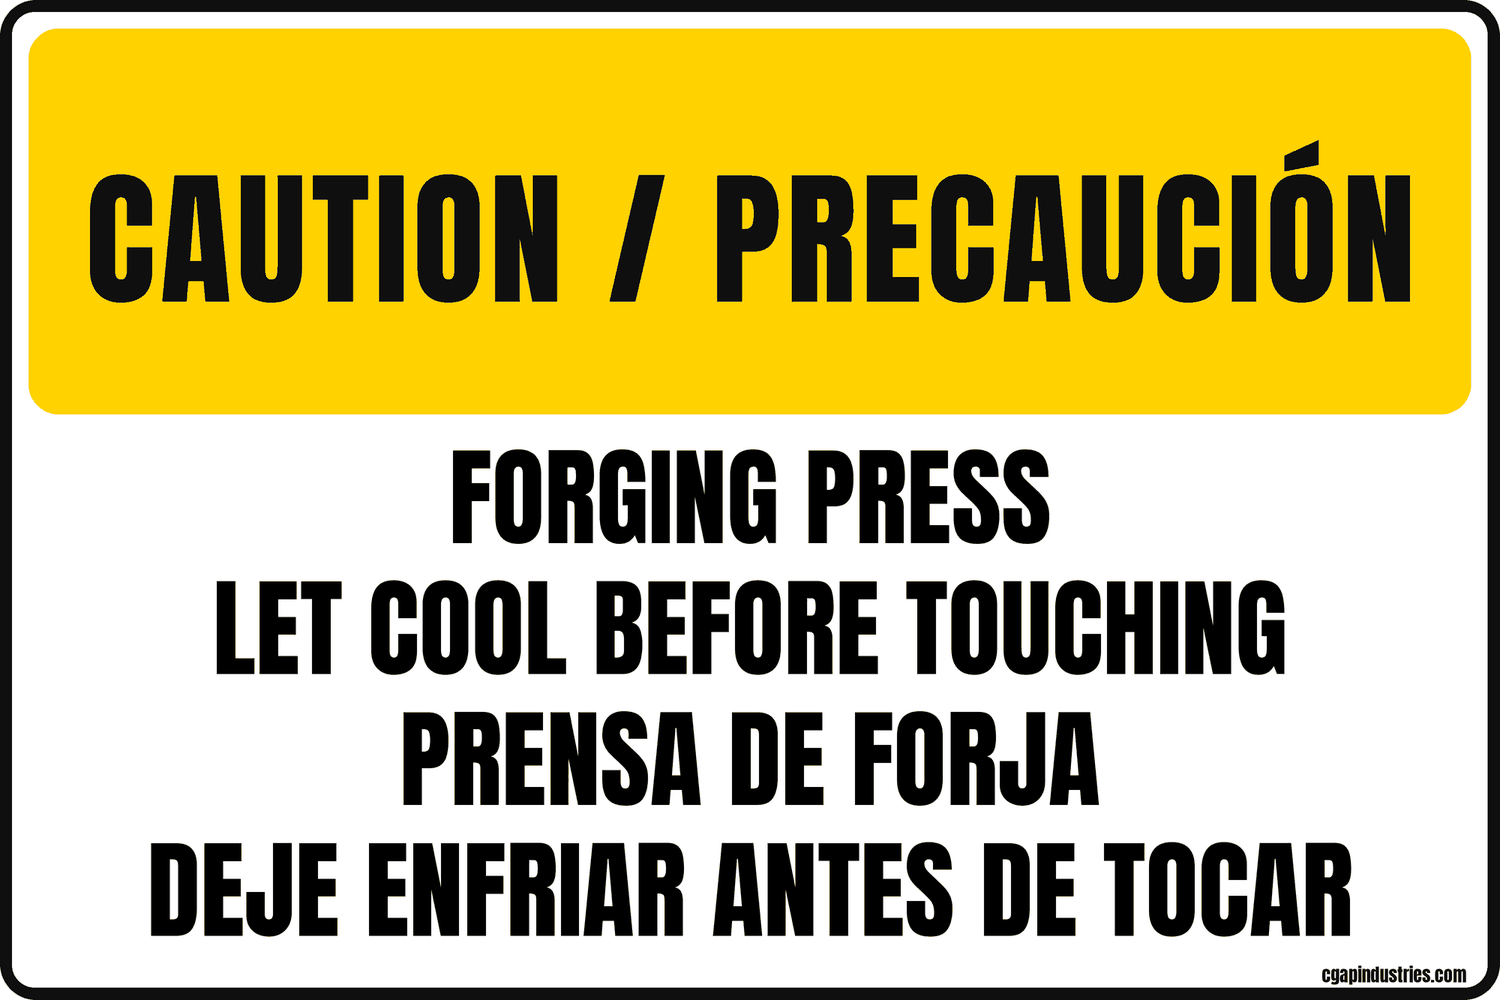 CAUTION / PRECAUCIÓN
FORGING PRESS
LET COOL BEFORE TOUCHING
PRENSA DE FORJA
DEJE ENFRIAR ANTES DE TOCAR
cgapindustries.com